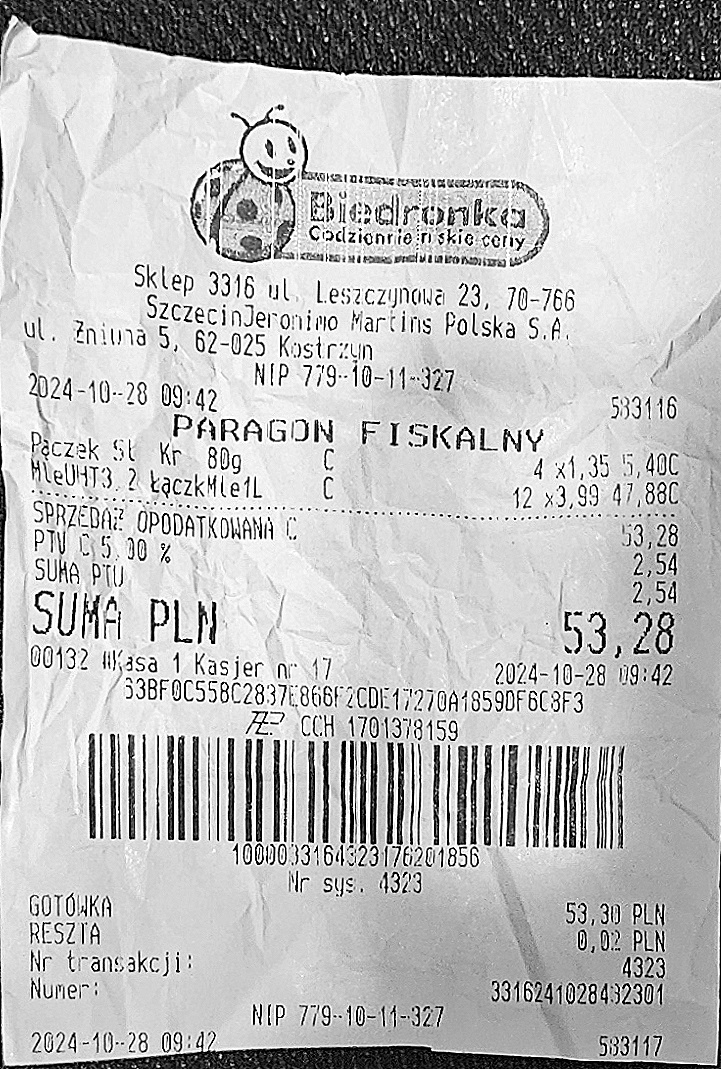 Biedronka
Codziennie niskie ceny
Sklep 3316 ul. Leszczynowa 23, 70-766
SzczecinJeronimo Martins Polska S.A.
ul. Żniwna 5, 62-025 Kostrzyn
NIP 779-10-11-327
2024-10-28 09:42 583116
PARAGON FISKALNY
Pączek St Kr 80g C 4 x1,35 5,40C
MleUHT3,2 ŁączkMle1L C 12 x3,99 47,88C
SPRZEDAŻ OPODATKOWANA C 53,28
PTU C 5,00 % 2,54
SUMA PTU 2,54
SUMA PLN 53,28
00132 #Kasa 1 Kasjer nr 17 2024-10-28 09:42
63BF0C558C2837E866F2CDE17270A1859DF6C8F3
CCH 1701378159
1000033164323176201856
Nr sys. 4323
GOTÓWKA 53,30 PLN
RESZTA 0,02 PLN
Nr transakcji: 4323
Numer: 3316241028432301
NIP 779-10-11-327
2024-10-28 09:42 583117